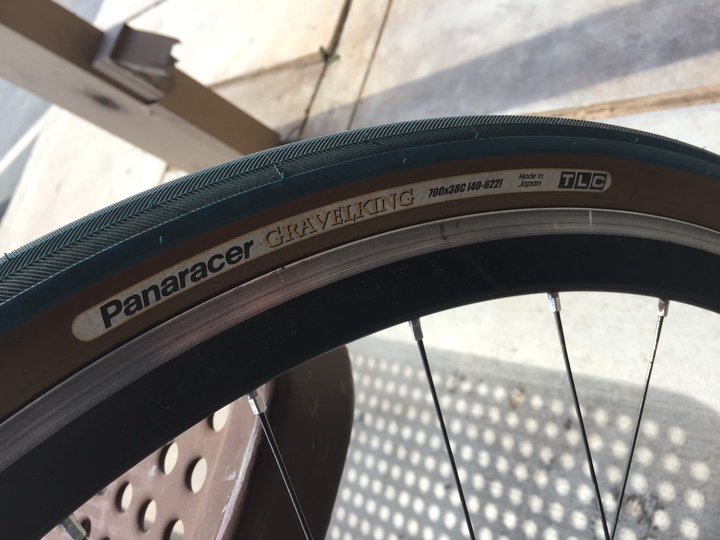 Panaracer GRAVELKING 700x38C [40-622] Made in
Japan TLC